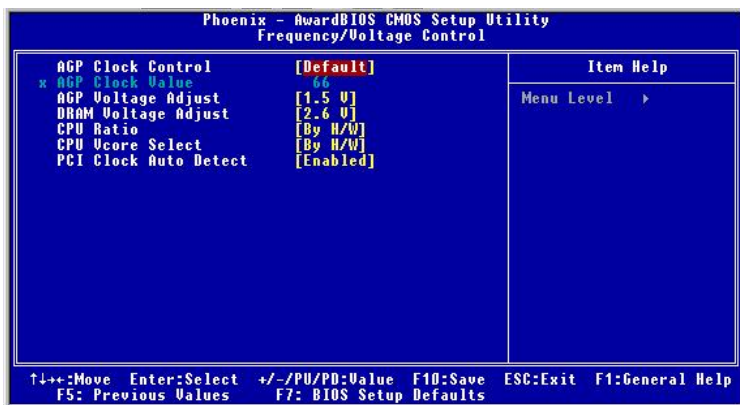 Phoenix - AwardBIOS CMOS Setup Utility
Frequency/Voltage Control
AGP Clock Control [Default]
x AGP Clock Value 66
AGP Voltage Adjust [1.5 V]
DRAM Voltage Adjust [2.6 V]
CPU Ratio [By H/W]
CPU Vcore Select [By H/W]
PCI Clock Auto Detect [Enabled]
Item Help
Menu Level ▸
↑↓→←:Move Enter:Select +/-/PU/PD:Value F10:Save ESC:Exit F1:General Help
F5: Previous Values F7: BIOS Setup Defaults